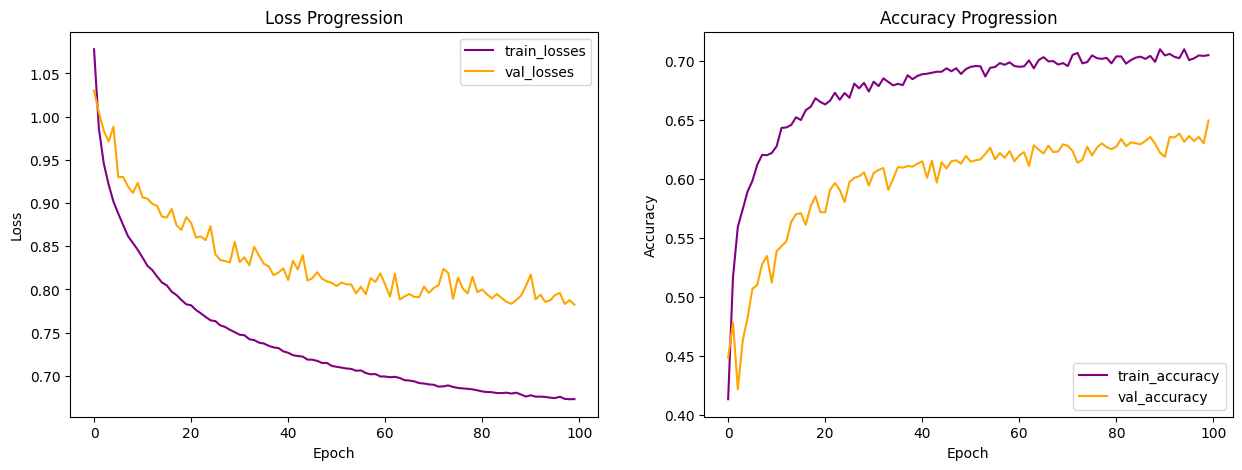 Loss Progression
train_losses
val_losses
1.05
1.00
0.95
0.90
0.85
0.80
0.75
0.70
Loss
0 20 40 60 80 100
Epoch
Accuracy Progression
0.70
0.65
0.60
0.55
0.50
0.45
0.40
Accuracy
train_accuracy
val_accuracy
0 20 40 60 80 100
Epoch